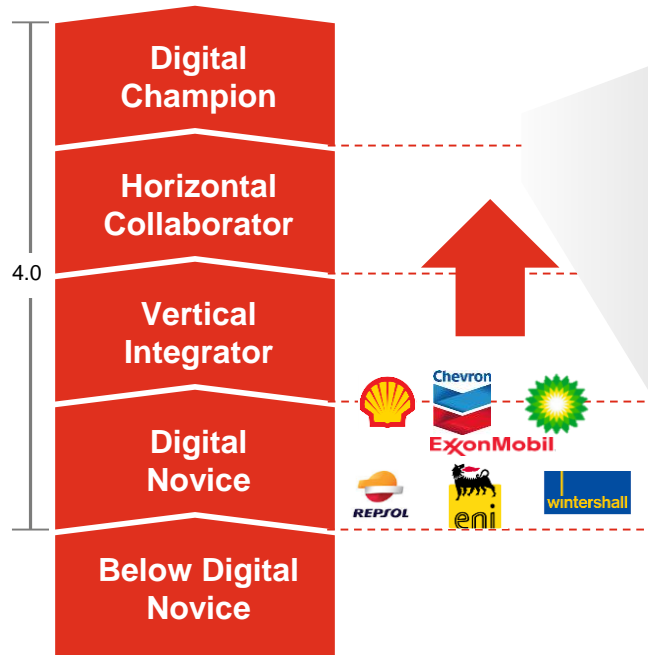 Digital
Champion
Horizontal
Collaborator
4.0
Vertical
Integrator
Chevron
ExxonMobil
Digital
Novice
REPSOL
eni
wintershall
Below Digital
Novice